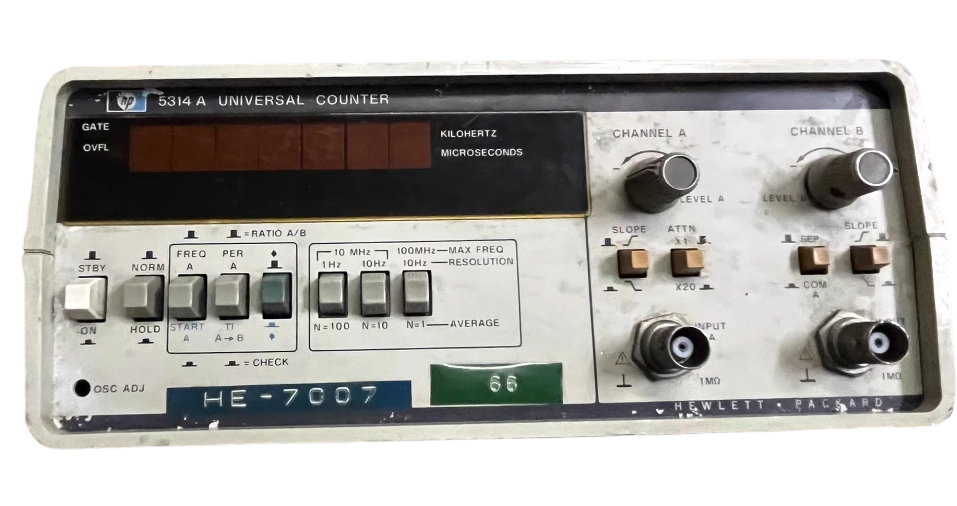 hp 5314 A UNIVERSAL COUNTER
GATE
OVFL
KILOHERTZ
MICROSECONDS
CHANNEL A
CHANNEL B
LEVEL A
LEVEL
SLOPE
ATTN
X1
X20
SEP
COM
A
SLOPE
= RATIO A/B
STBY
ON
NORM
HOLD
FREQ
A
PER
A
START
A
TI
A→B
= CHECK
10 MHz
100MHz—MAX FREQ
1Hz
10Hz
10Hz—RESOLUTION
N=100
N=10
N=1—AVERAGE
INPUT
A
1MΩ
1MΩ
OSC ADJ
HE-7007
66
HEWLETT • PACKARD